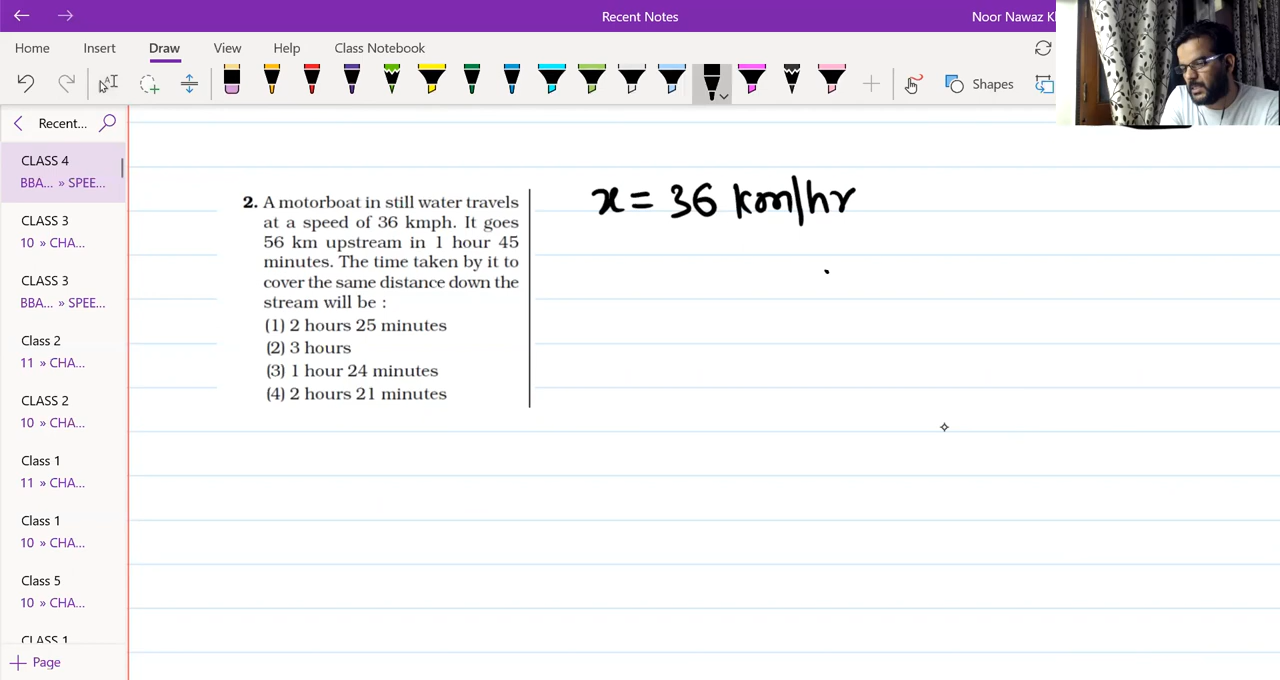 Recent Notes
Noor Nawaz Kh
Home Insert Draw View Help Class Notebook
Shapes
Recent...
CLASS 4
BBA... » SPEE...
CLASS 3
10 » CHA...
CLASS 3
BBA... » SPEE...
Class 2
11 » CHA...
CLASS 2
10 » CHA...
Class 1
11 » CHA...
Class 1
10 » CHA...
Class 5
10 » CHA...
CLASS 1
Page
2. A motorboat in still water travels
at a speed of 36 kmph. It goes
56 km upstream in 1 hour 45
minutes. The time taken by it to
cover the same distance down the
stream will be :
(1) 2 hours 25 minutes
(2) 3 hours
(3) 1 hour 24 minutes
(4) 2 hours 21 minutes
x = 36 km/hr